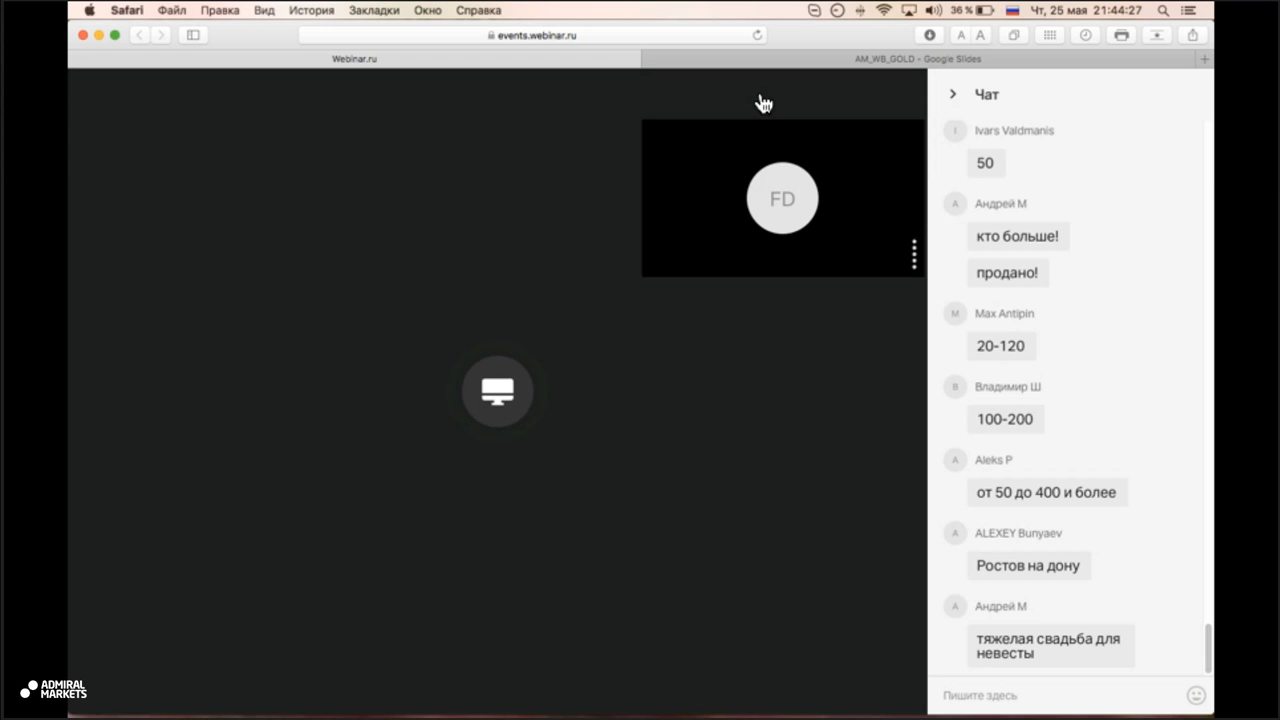 Safari Файл Правка Вид История Закладки Окно Справка
36 % Чт, 25 мая 21:44:27
events.webinar.ru
A A
Webinar.ru
AM_WB_GOLD - Google Slides
Чат
FD
I
Ivars Valdmanis
50
А
Андрей М
кто больше!
продано!
M
Max Antipin
20-120
В
Владимир Ш
100-200
A
Aleks P
от 50 до 400 и более
A
ALEXEY Bunyaev
Ростов на дону
А
Андрей М
тяжелая свадьба для
невесты
Пишите здесь
ADMIRAL
MARKETS